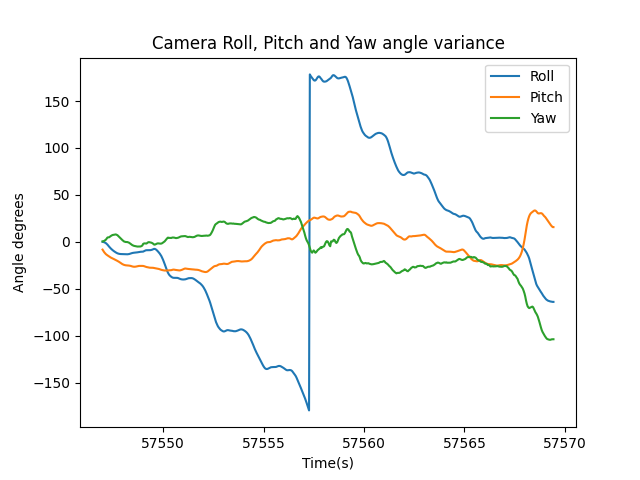 Camera Roll, Pitch and Yaw angle variance
Roll
Pitch
Yaw
Angle degrees
150
100
50
0
−50
−100
−150
57550
57555
57560
57565
57570
Time(s)